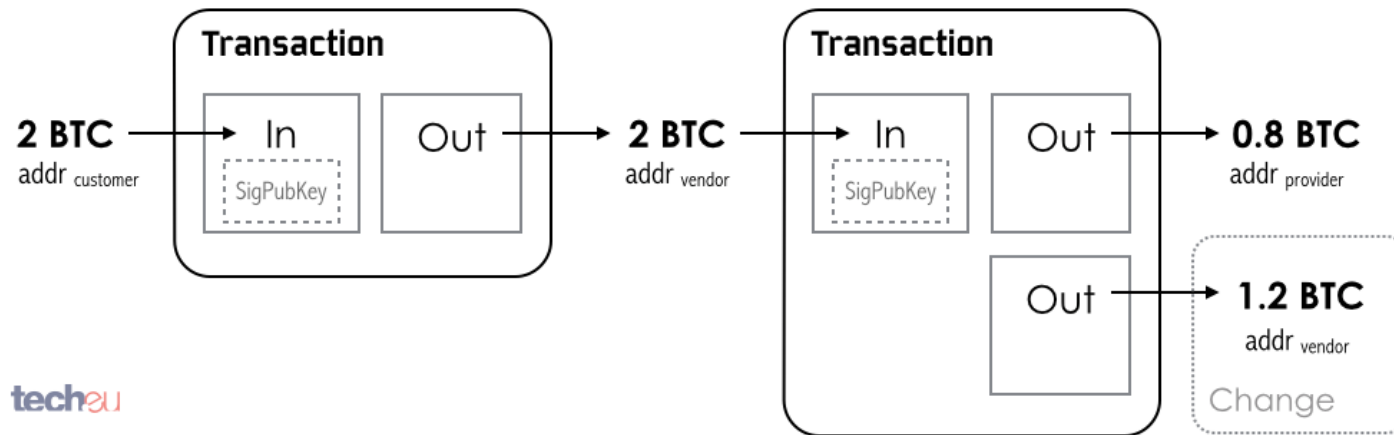 Transaction
Transaction
2 BTC
addr customer
In
SigPubKey
Out
2 BTC
addr vendor
In
SigPubKey
Out
0.8 BTC
addr provider
Out
1.2 BTC
addr vendor
Change
techeu